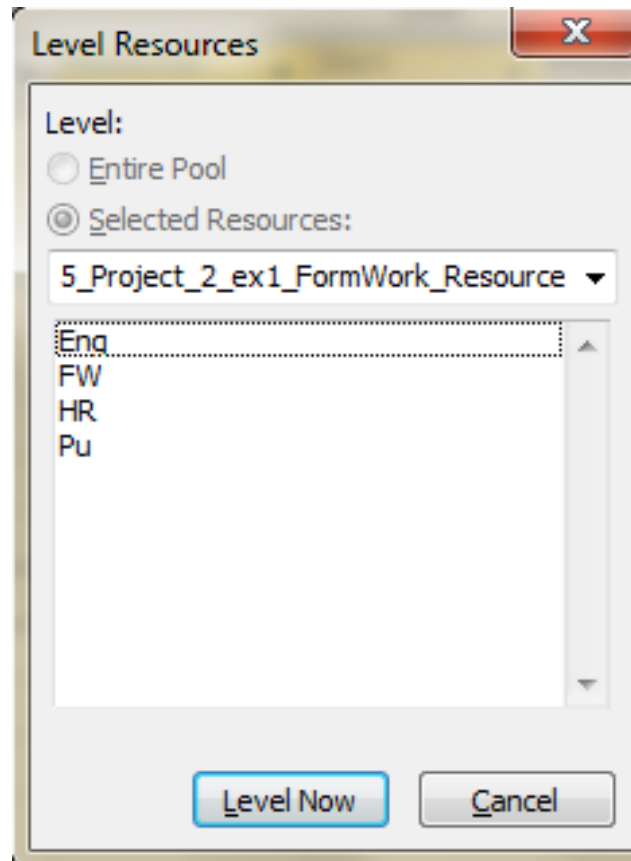 Level Resources
Level:
Entire Pool
Selected Resources:
5_Project_2_ex1_FormWork_Resource
Eng
FW
HR
Pu
Level Now
Cancel